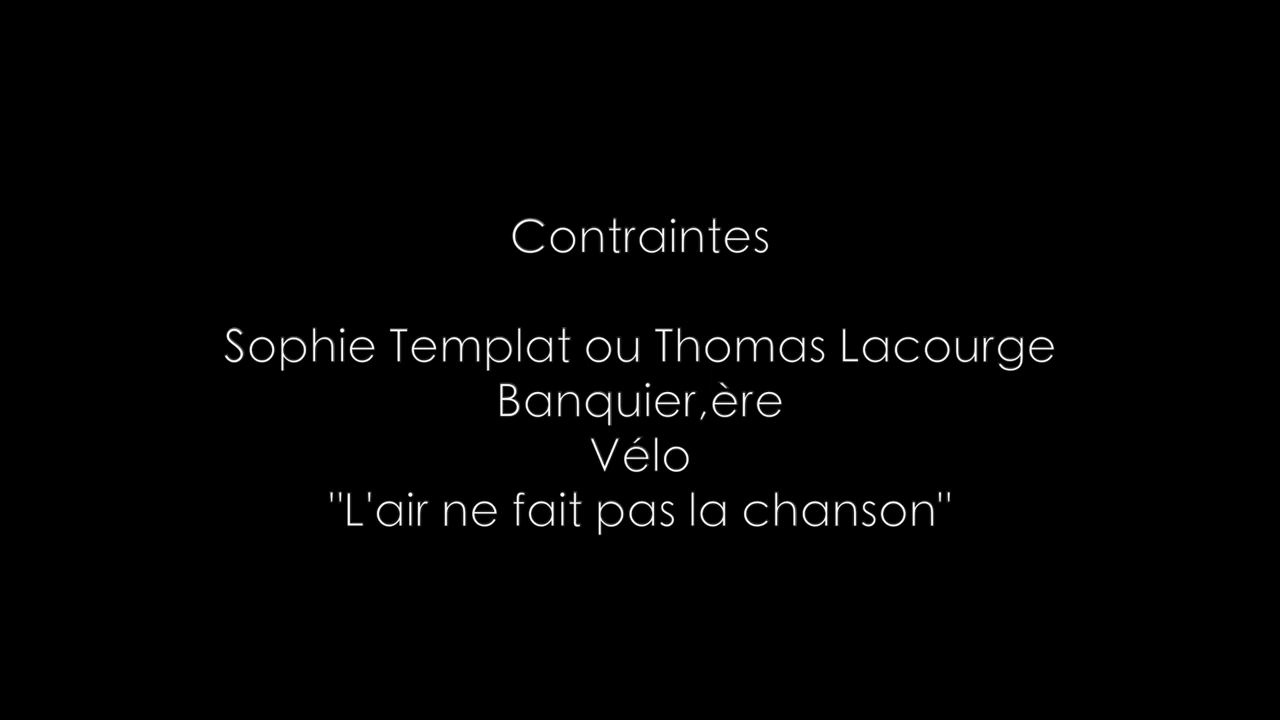 Contraintes
Sophie Templat ou Thomas Lacourge
Banquier,ère
Vélo
"L'air ne fait pas la chanson"